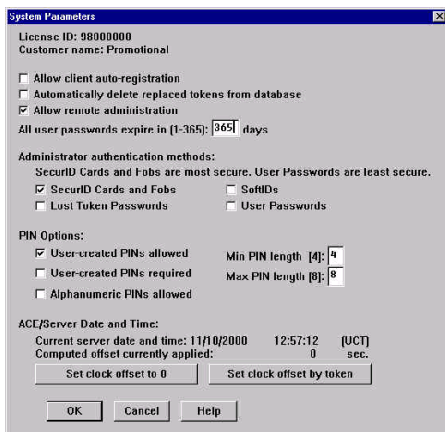 System Parameters
License ID: 98000000
Customer name: Promotional
Allow client auto-registration
Automatically delete replaced tokens from database
Allow remote administration
All user passwords expire in (1-365): 365 days
Administrator authentication methods:
SecurID Cards and Fobs are most secure. User Passwords are least secure.
SecurID Cards and Fobs SoftIDs
Lost Token Passwords User Passwords
PIN Options:
User-created PINs allowed Min PIN length [4]: 4
User-created PINs required Max PIN length [8]: 8
Alphanumeric PINs allowed
ACE/Server Date and Time:
Current server date and time: 11/10/2000 12:57:12 (UCT)
Computed offset currently applied: 0 sec.
Set clock offset to 0 Set clock offset by token
OK Cancel Help